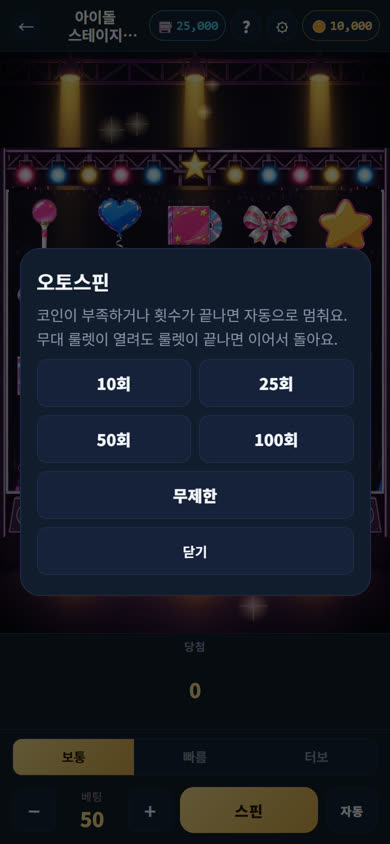 ←
아이돌
스테이지…
25,000
?
10,000
오토스핀
코인이 부족하거나 횟수가 끝나면 자동으로 멈춰요.
무대 룰렛이 열려도 룰렛이 끝나면 이어서 돌아요.
10회
25회
50회
100회
무제한
닫기
당첨
0
보통
빠름
터보
−
베팅
50
+
스핀
자동